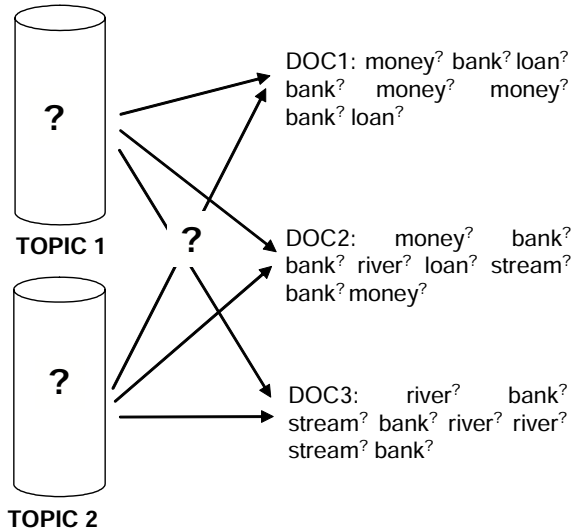 ?
TOPIC 1
?
TOPIC 2
?
DOC1: money? bank? loan?
bank? money? money?
bank? loan?
DOC2: money? bank?
bank? river? loan? stream?
bank? money?
DOC3: river? bank?
stream? bank? river? river?
stream? bank?